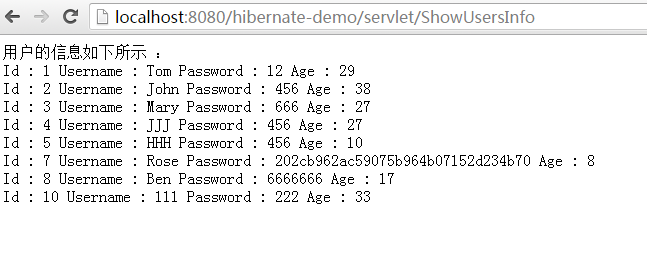 localhost:8080/hibernate-demo/servlet/ShowUsersInfo
用户的信息如下所示 :
Id : 1 Username : Tom Password : 12 Age : 29
Id : 2 Username : John Password : 456 Age : 38
Id : 3 Username : Mary Password : 666 Age : 27
Id : 4 Username : JJJ Password : 456 Age : 27
Id : 5 Username : HHH Password : 456 Age : 10
Id : 7 Username : Rose Password : 202cb962ac59075b964b07152d234b70 Age : 8
Id : 8 Username : Ben Password : 6666666 Age : 17
Id : 10 Username : 111 Password : 222 Age : 33